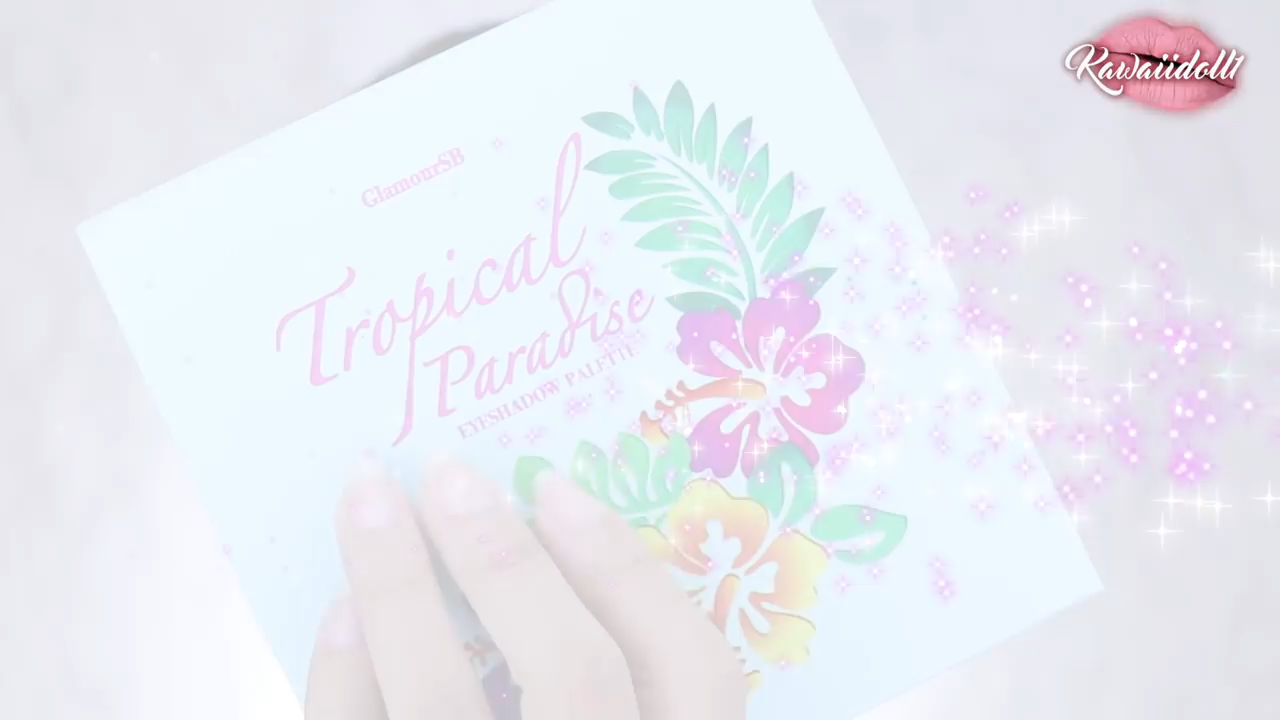 Kawaiidoll1
GlamourSB
Tropical
Paradise
EYESHADOW PALETTE